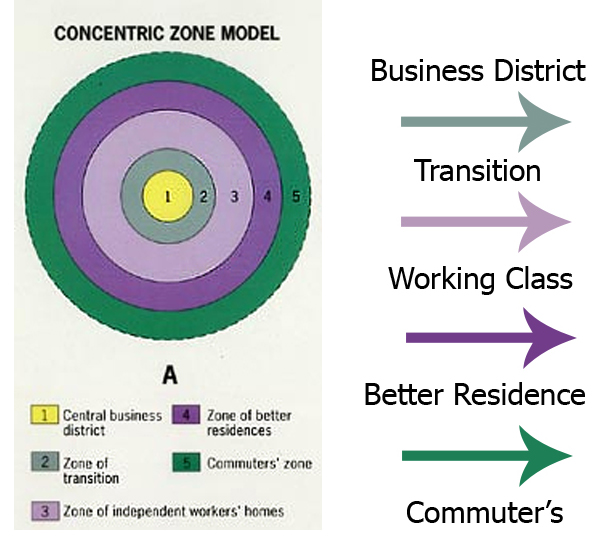 CONCENTRIC ZONE MODEL
1 2 3 4 5
A
1 Central business
district
2 Zone of
transition
3 Zone of independent workers' homes
4 Zone of better
residences
5 Commuters' zone
Business District
Transition
Working Class
Better Residence
Commuter's